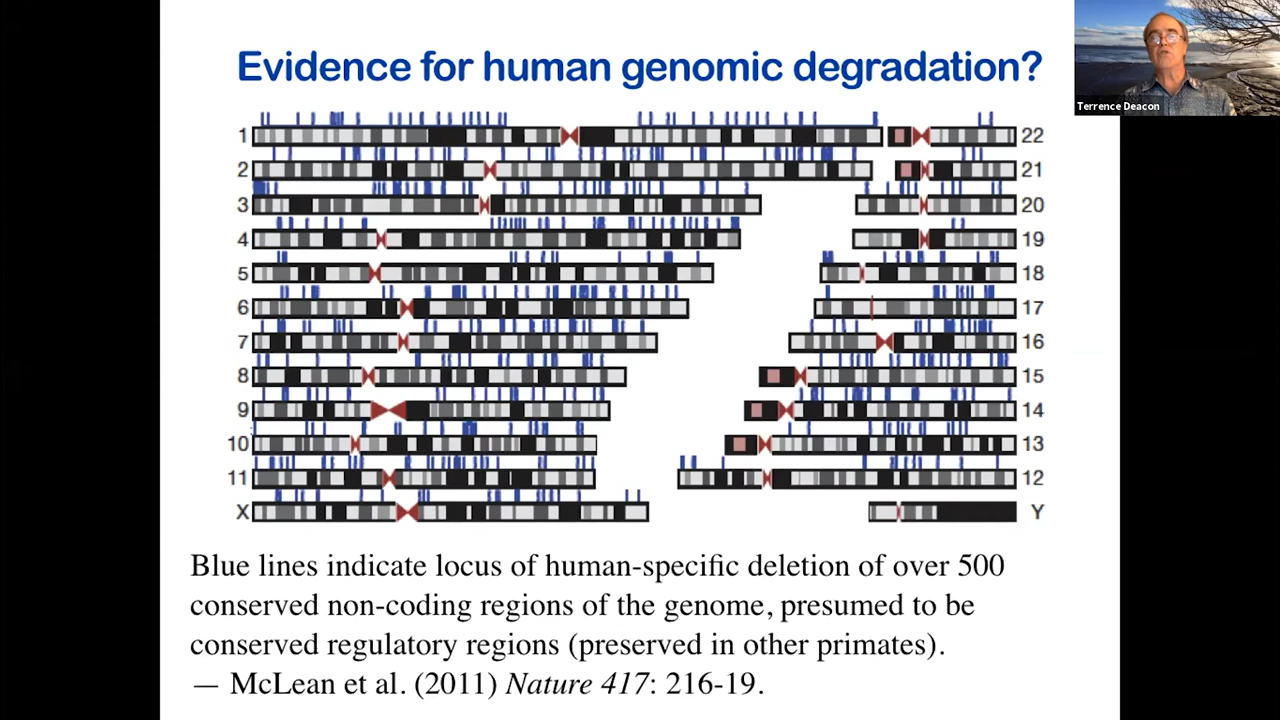 Evidence for human genomic degradation?
Terrence Deacon
1 22
2 21
3 20
4 19
5 18
6 17
7 16
8 15
9 14
10 13
11 12
X Y
Blue lines indicate locus of human-specific deletion of over 500
conserved non-coding regions of the genome, presumed to be
conserved regulatory regions (preserved in other primates).
— McLean et al. (2011) Nature 417: 216-19.